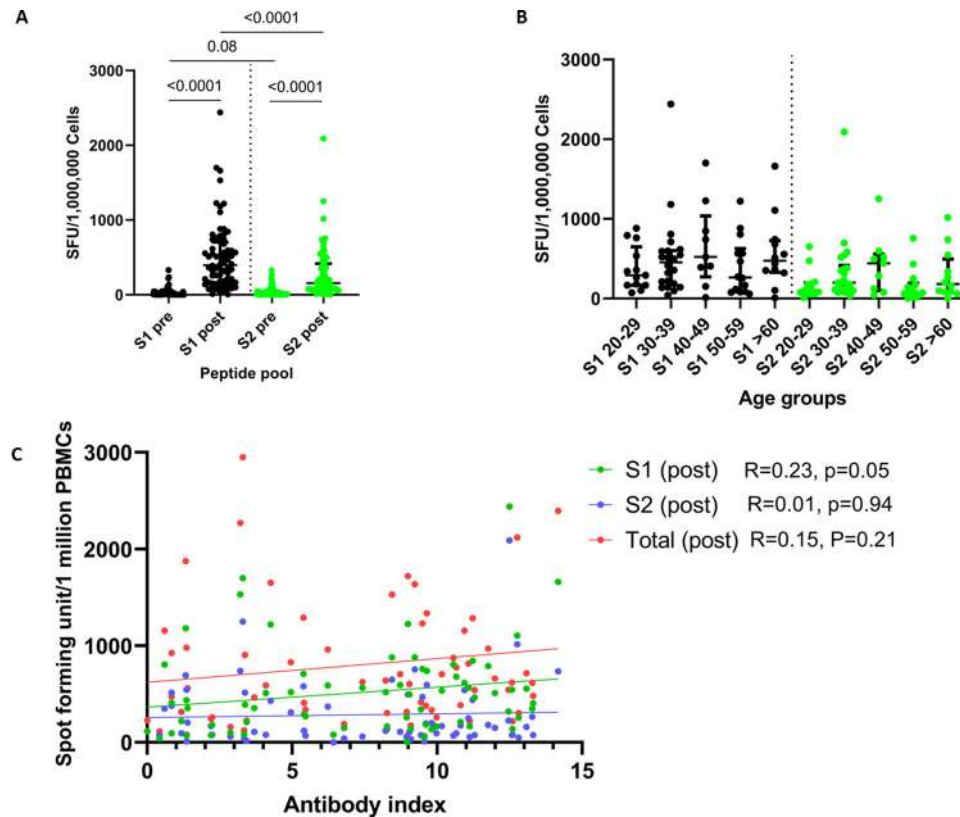 A
<0.0001
0.08
<0.0001
<0.0001
SFU/1,000,000 Cells
3000
2000
1000
0
S1 pre
S1 post
S2 pre
S2 post
Peptide pool
B
SFU/1,000,000 Cells
3000
2000
1000
0
S1 20-29
S1 30-39
S1 40-49
S1 50-59
S1 >60
S2 20-29
S2 30-39
S2 40-49
S2 50-59
S2 >60
Age groups
C
Spot forming unit/1 million PBMCs
3000
2000
1000
0
0
5
10
15
Antibody index
S1 (post) R=0.23, p=0.05
S2 (post) R=0.01, p=0.94
Total (post) R=0.15, P=0.21